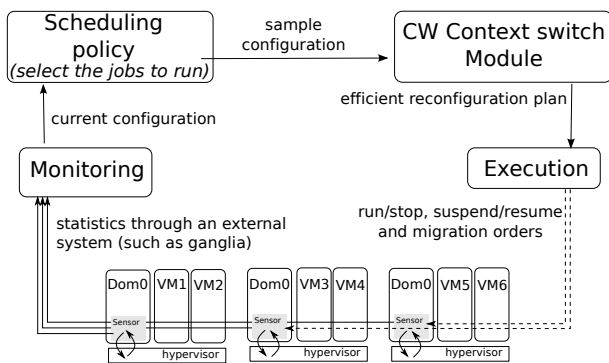 Scheduling
policy
(select the jobs to run)
sample
configuration
CW Context switch
Module
efficient reconfiguration plan
current configuration
Monitoring
Execution
statistics through an external
system (such as ganglia)
run/stop, suspend/resume
and migration orders
Dom0 VM1 VM2
Sensor
hypervisor
Dom0 VM3 VM4
Sensor
hypervisor
Dom0 VM5 VM6
Sensor
hypervisor